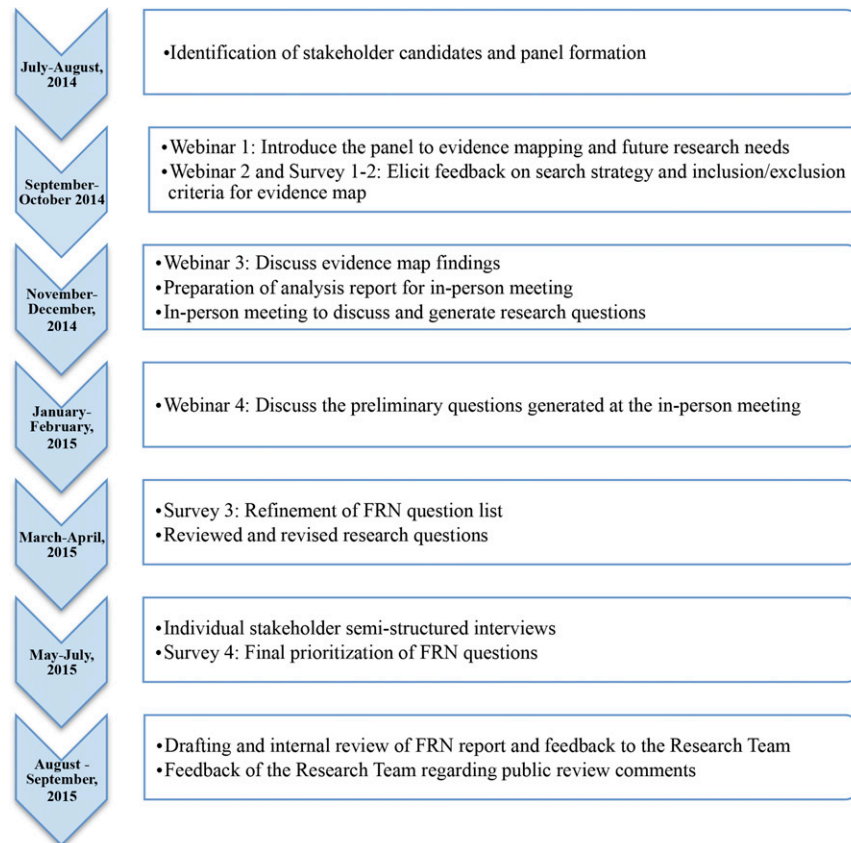 July-August,
2014
•Identification of stakeholder candidates and panel formation
September-
October 2014
•Webinar 1: Introduce the panel to evidence mapping and future research needs
•Webinar 2 and Survey 1-2: Elicit feedback on search strategy and inclusion/exclusion
criteria for evidence map
November-
December,
2014
•Webinar 3: Discuss evidence map findings
•Preparation of analysis report for in-person meeting
•In-person meeting to discuss and generate research questions
January-
February,
2015
•Webinar 4: Discuss the preliminary questions generated at the in-person meeting
March-April,
2015
•Survey 3: Refinement of FRN question list
•Reviewed and revised research questions
May-July,
2015
•Individual stakeholder semi-structured interviews
•Survey 4: Final prioritization of FRN questions
August -
September,
2015
•Drafting and internal review of FRN report and feedback to the Research Team
•Feedback of the Research Team regarding public review comments